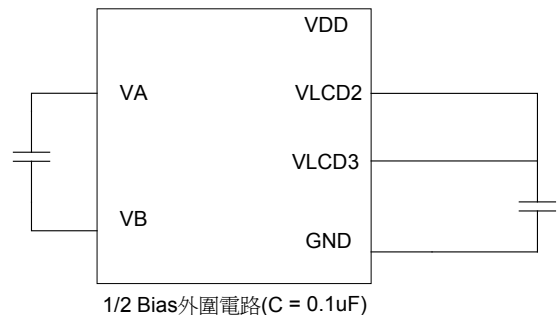 VDD
VA VLCD2
VLCD3
VB
GND
1/2 Bias外圍電路(C = 0.1uF)